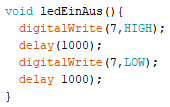 void ledEinAus(){
digitalWrite(7,HIGH);
delay(1000);
digitalWrite(7,LOW);
delay 1000);
}